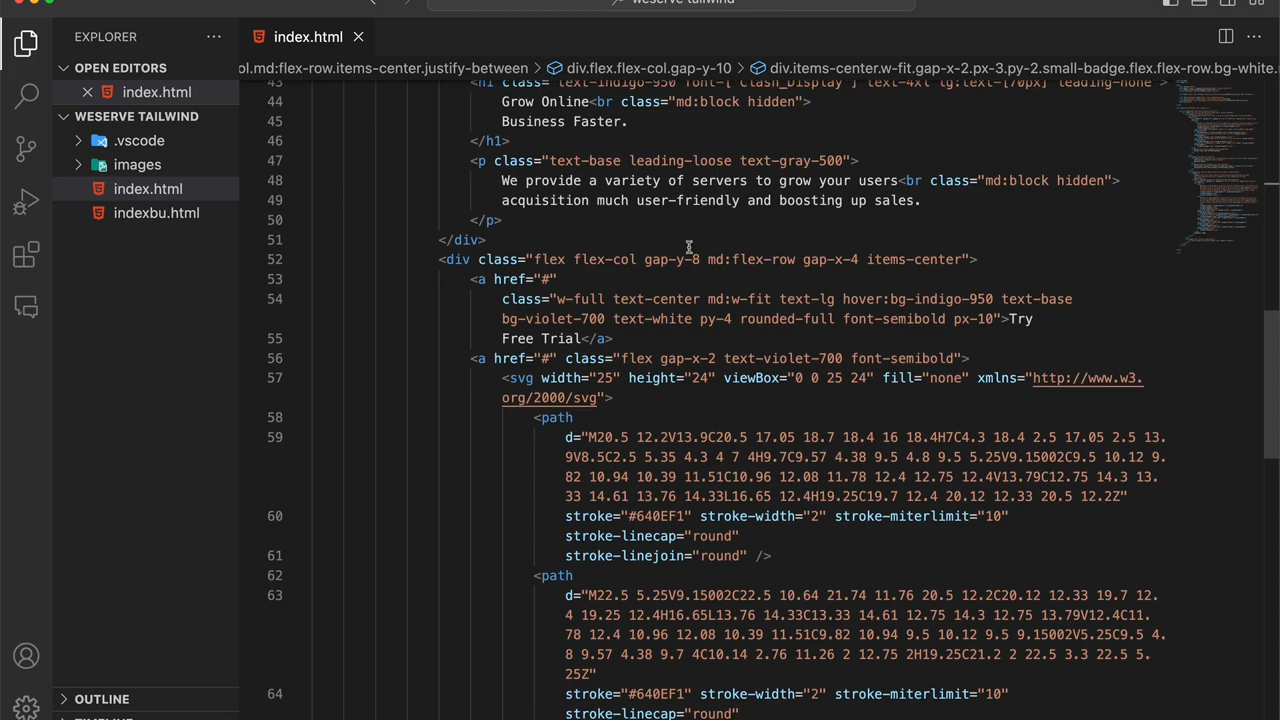 weserve tailwind
EXPLORER
index.html
OPEN EDITORS
index.html
WESERVE TAILWIND
.vscode
images
index.html
indexbu.html
OUTLINE
TIMELINE
ol.md:flex-row.items-center.justify-between > div.flex.flex-col.gap-y-10 > div.items-center.w-fit.gap-x-2.px-3.py-2.small-badge.flex.flex-row.bg-white.
43 <h1 class="text-indigo-950 font-['Clash_Display'] text-4xl lg:text-[70px] leading-none">
44 Grow Online<br class="md:block hidden">
45 Business Faster.
46 </h1>
47 <p class="text-base leading-loose text-gray-500">
48 provide a variety of servers to grow your users<br class="md:block hidden">
49 quisition much user-friendly and boosting up sales.
50 </p>
51 </div>
52 <div class="flex flex-col gap-y-8 md:flex-row gap-x-4 items-center">
53 <a href="#"
54 class="w-full text-center md:w-fit text-lg hover:bg-indigo-950 text-base
bg-violet-700 text-white py-4 rounded-full font-semibold px-10">Try
55 Free Trial</a>
56 <a href="#" class="flex gap-x-2 text-violet-700 font-semibold">
57 <svg width="25" height="24" viewBox="0 0 25 24" fill="none" xmlns="http://www.w3.
org/2000/svg">
58 <path
59 d="M20.5 12.2V13.9C20.5 17.05 18.7 18.4 16 18.4H7C4.3 18.4 2.5 17.05 2.5 13.
9V8.5C2.5 5.35 4.3 4 7 4H9.7C9.57 4.38 9.5 4.8 9.5 5.25V9.15002C9.5 10.12 9.
82 10.94 10.39 11.51C10.96 12.08 11.78 12.4 12.75 12.4V13.79C12.75 14.3 13.
33 14.61 13.76 14.33L16.65 12.4H19.25C19.7 12.4 20.12 12.33 20.5 12.2Z"
60 stroke="#640EF1" stroke-width="2" stroke-miterlimit="10"
stroke-linecap="round"
61 stroke-linejoin="round" />
62 <path
63 d="M22.5 5.25V9.15002C22.5 10.64 21.74 11.76 20.5 12.2C20.12 12.33 19.7 12.
4 19.25 12.4H16.65L13.76 14.33C13.33 14.61 12.75 14.3 12.75 13.79V12.4C11.
78 12.4 10.96 12.08 10.39 11.51C9.82 10.94 9.5 10.12 9.5 9.15002V5.25C9.5 4.
8 9.57 4.38 9.7 4C10.14 2.76 11.26 2 12.75 2H19.25C21.2 2 22.5 3.3 22.5 5.
25Z"
64 stroke="#640EF1" stroke-width="2" stroke-miterlimit="10"
stroke-linecap="round"